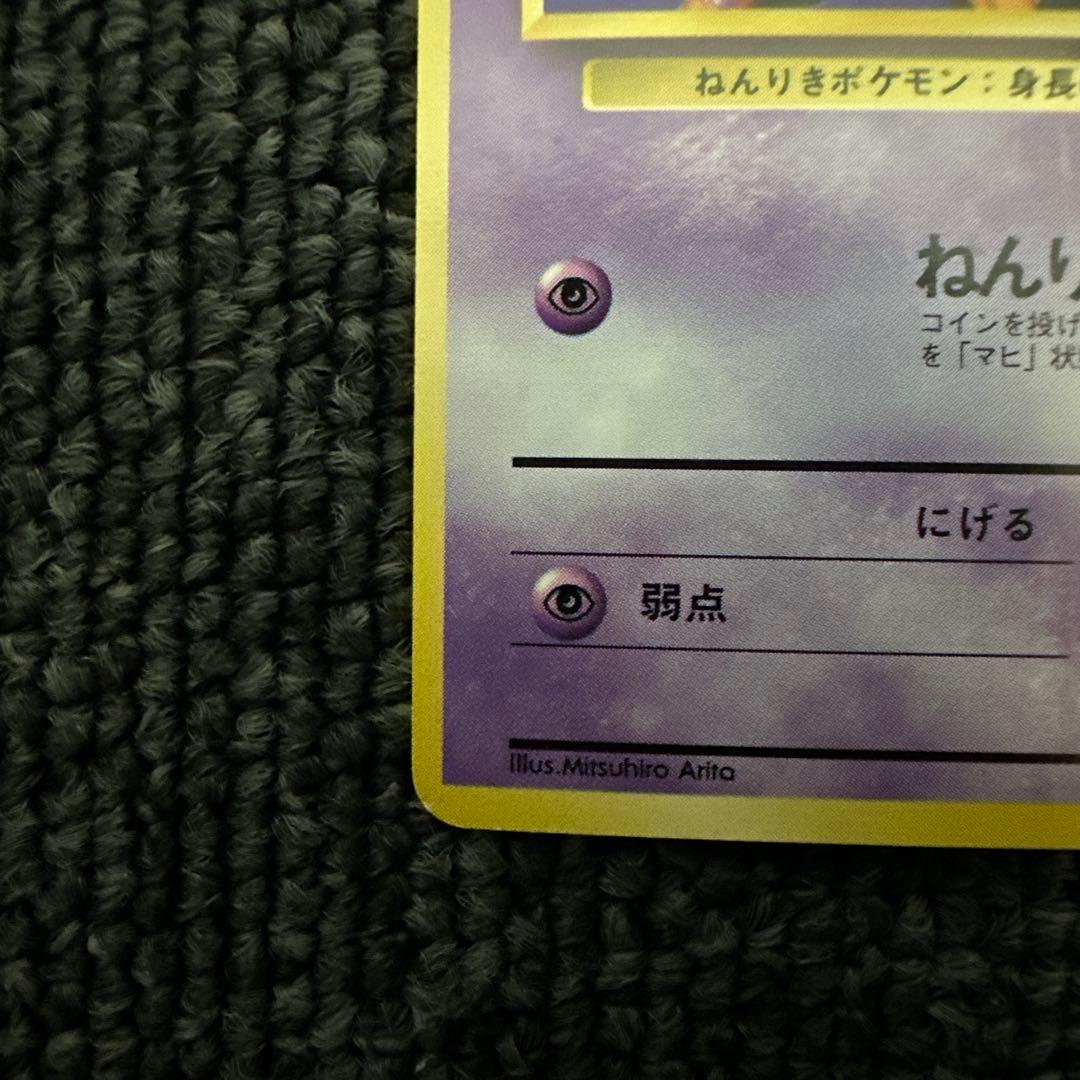 ねんりきポケモン：身長
ねんり
コインを投げ
を「マヒ」状
にげる
弱点
Illus.Mitsuhiro Arita